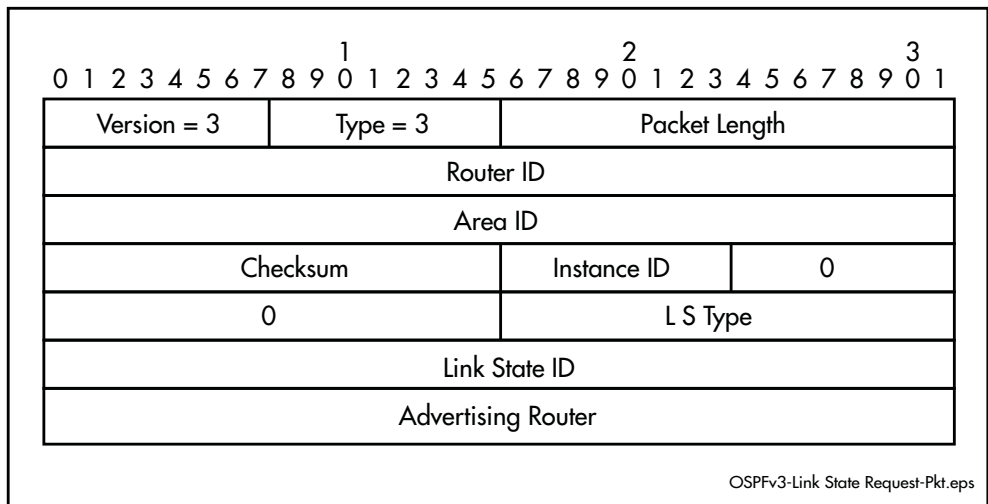 1 2 3
0 1 2 3 4 5 6 7 8 9 0 1 2 3 4 5 6 7 8 9 0 1 2 3 4 5 6 7 8 9 0 1
Version = 3 Type = 3 Packet Length
Router ID
Area ID
Checksum Instance ID 0
0 L S Type
Link State ID
Advertising Router
OSPFv3-Link State Request-Pkt.eps